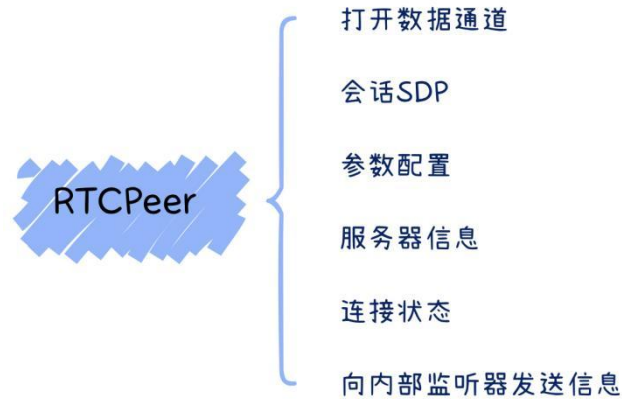 RTCPeer
打开数据通道
会话SDP
参数配置
服务器信息
连接状态
向内部监听器发送信息